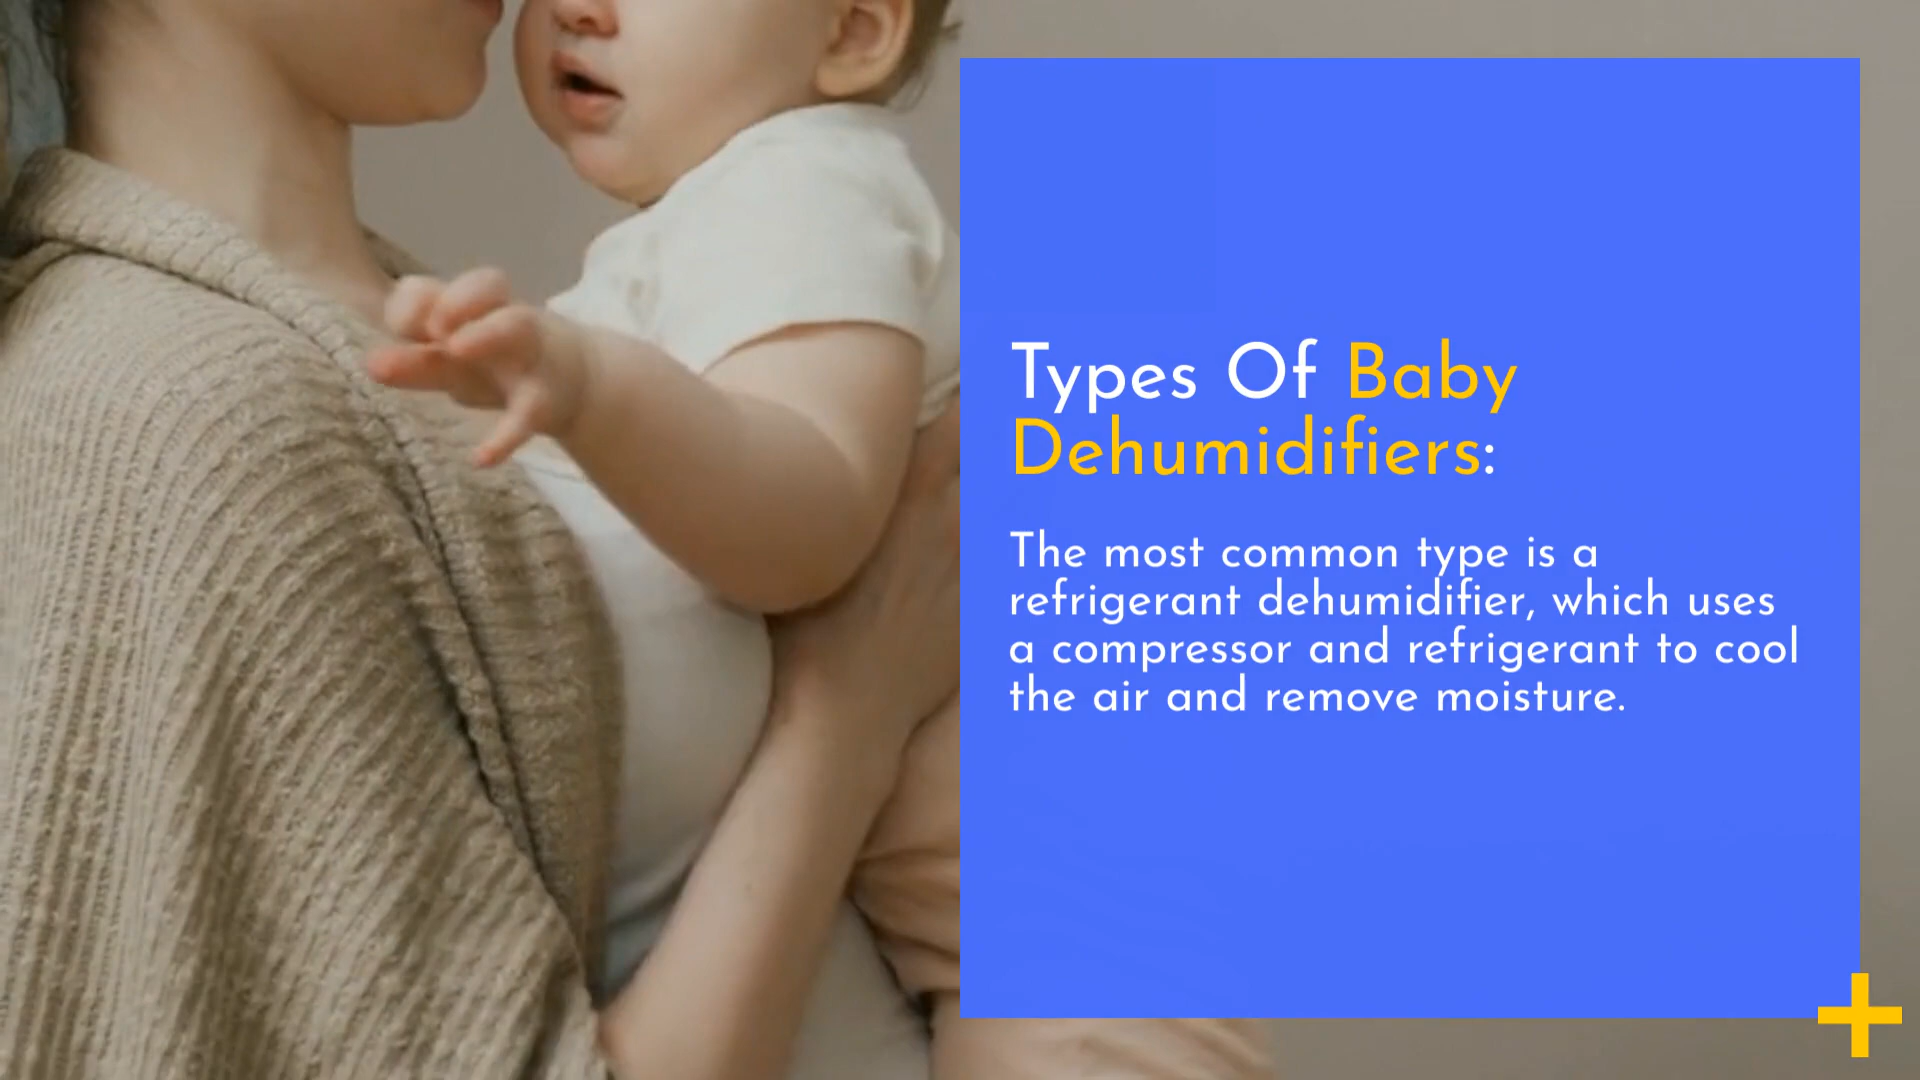 Types Of Baby
Dehumidifiers:
The most common type is a
refrigerant dehumidifier, which uses
a compressor and refrigerant to cool
the air and remove moisture.